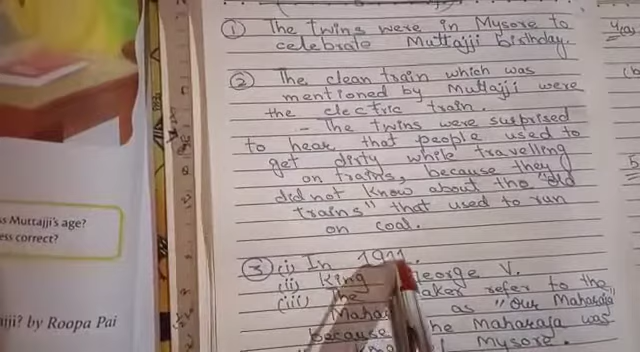 ① The twins were in Mysore to
celebrate Muttajji birthday.
② The clean train which was
mentioned by Muttajji were
the electric train.
- The twins were surprised
to hear that people used to
get dirty while travelling
on trains, because they
did not know about the "old
trains" that used to run
on coal.
③ (i) In 1911.
(ii) King George V.
(iii) The aker refer to the
Mahar as "Our Maharaja
because he Maharaja was
Mysore.
s Muttajji's age?
ess correct?
jji? by Roopa Pai